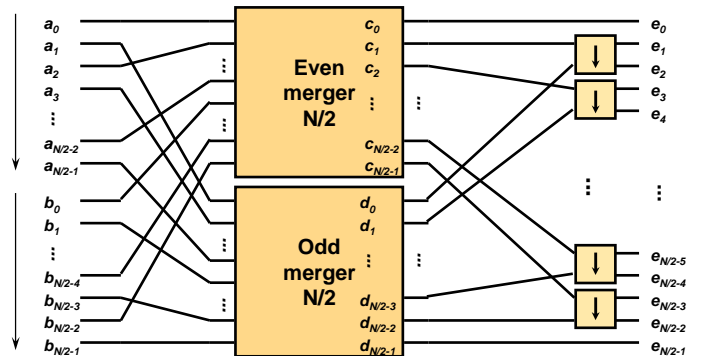 a0 c0 e0
a1 c1 e1
a2 c2 e2
a3 e3
... e4
Even merger N/2
... ... ... ...
aN/2-2 cN/2-2
aN/2-1 cN/2-1
... ...
b0 d0
b1 d1
...
Odd merger N/2
... ... ... ...
eN/2-5
bN/2-4 eN/2-4
bN/2-3 dN/2-3 eN/2-3
bN/2-2 dN/2-2 eN/2-2
bN/2-1 dN/2-1 eN/2-1